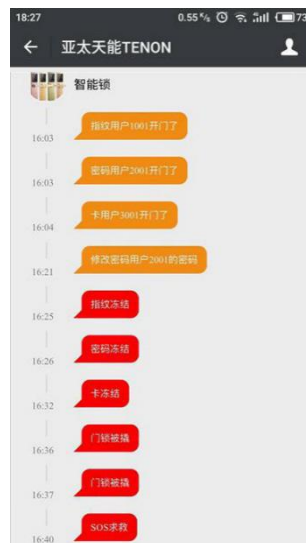 18:27
0.55 K/s
73
亚太天能TENON
智能锁
指纹用户1001开门了
16:03
密码用户2001开门了
16:03
卡用户3001开门了
16:04
修改密码用户2001的密码
16:21
指纹冻结
16:25
密码冻结
16:26
卡冻结
16:32
门锁被撬
16:36
门锁被撬
16:37
SOS求救
16:40